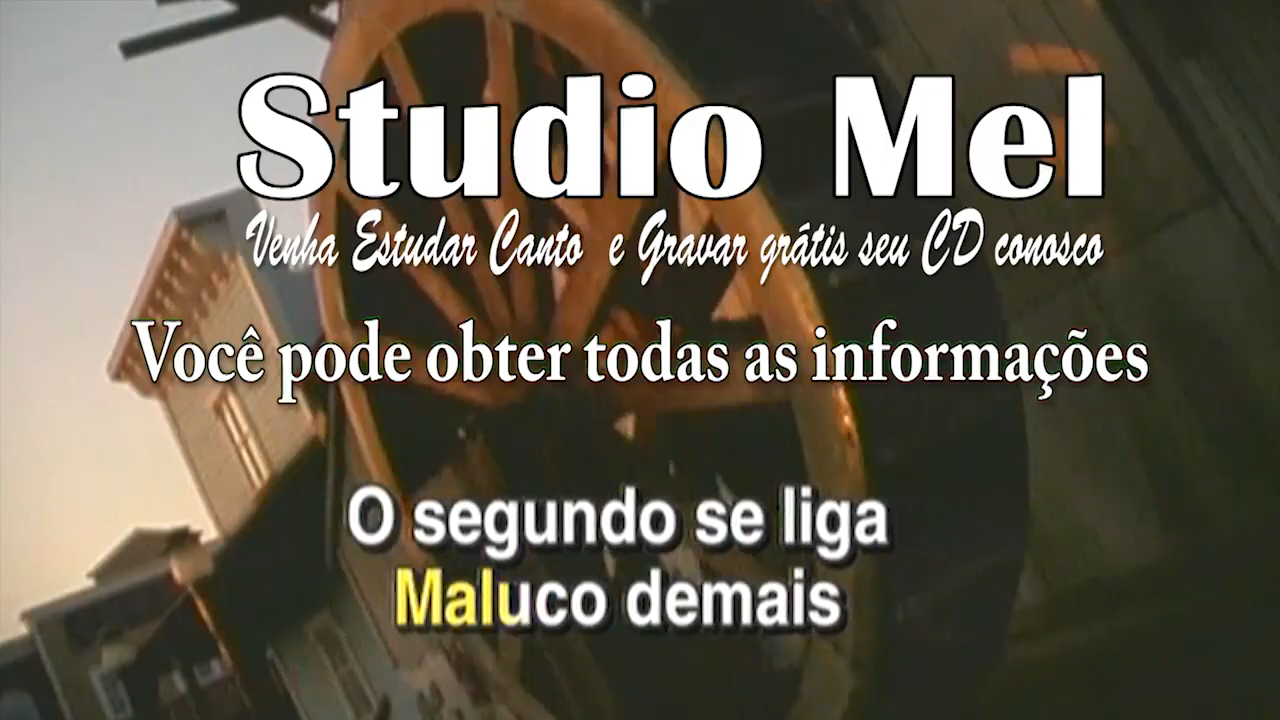 Studio Mel
Venha Estudar Canto e Gravar grátis seu CD conosco
Você pode obter todas as informações
O segundo se liga
Maluco demais